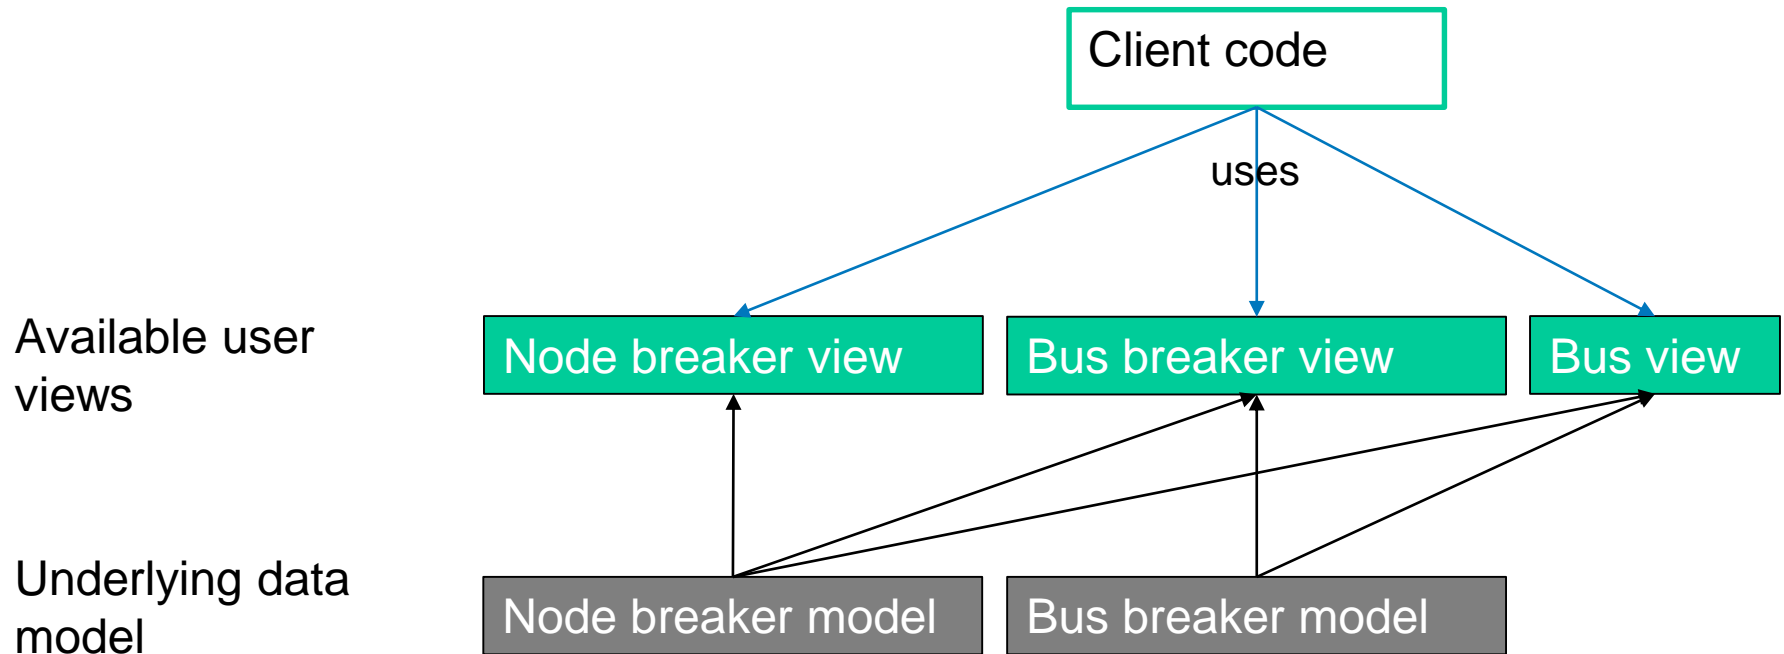 Client code
uses
Available user
views
Node breaker view
Bus breaker view
Bus view
Underlying data
model
Node breaker model
Bus breaker model